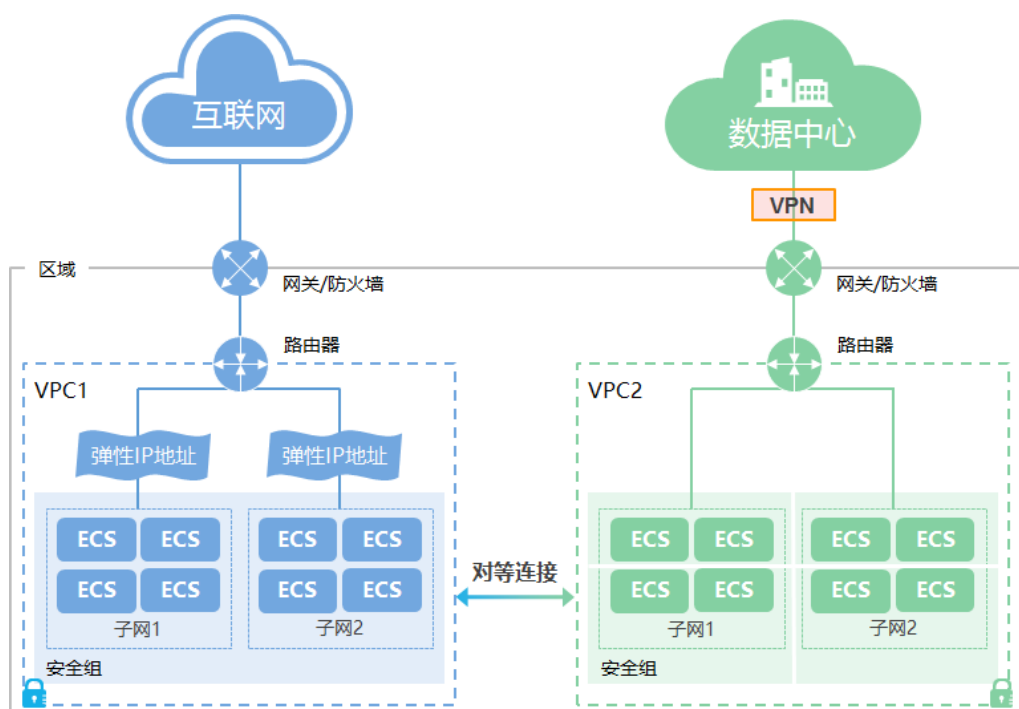 互联网
数据中心
VPN
区域
网关/防火墙
网关/防火墙
路由器
路由器
VPC1
VPC2
弹性IP地址
弹性IP地址
ECS
ECS
ECS
ECS
ECS
ECS
ECS
ECS
对等连接
ECS
ECS
ECS
ECS
ECS
ECS
ECS
ECS
子网1
子网2
子网1
子网2
安全组
安全组